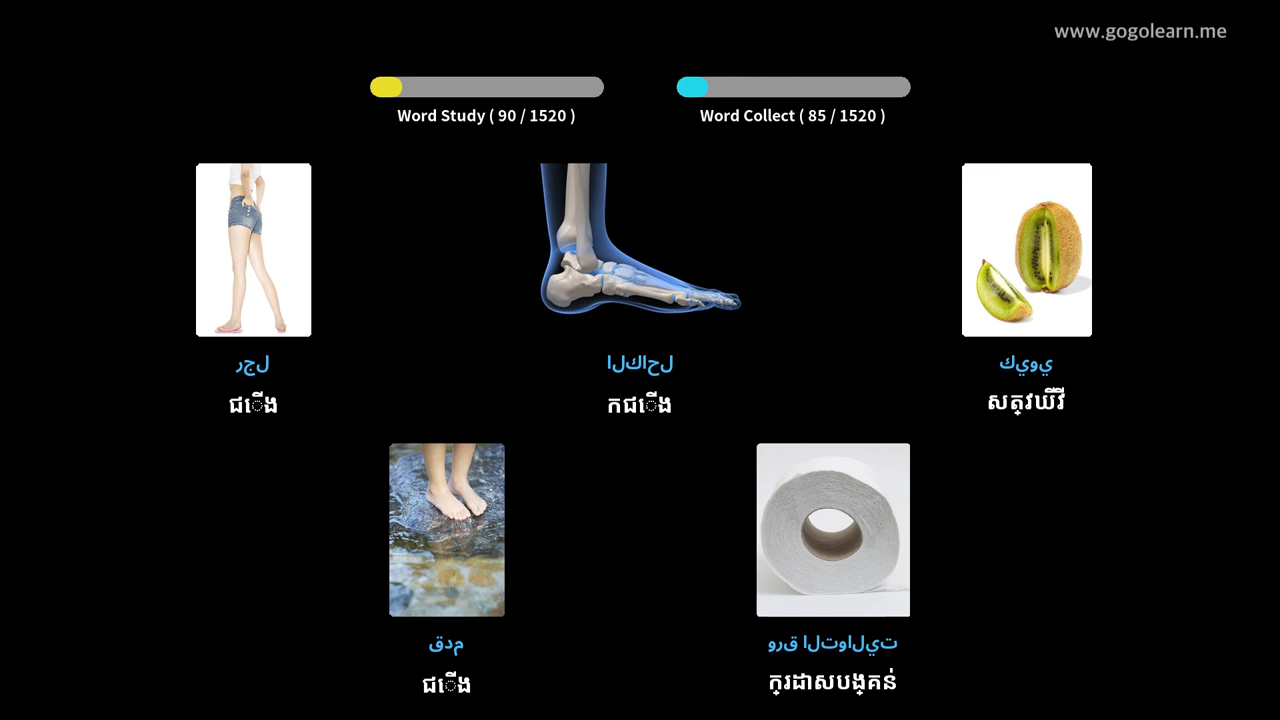 www.gogolearn.me
Word Study ( 90 / 1520 )
Word Collect ( 85 / 1520 )
رجل
الكاحل
كيوي
ជើង
កជើង
សត្វឃីវី
قدم
ورق التواليت
ជើង
ក្រដាសបង្គន់